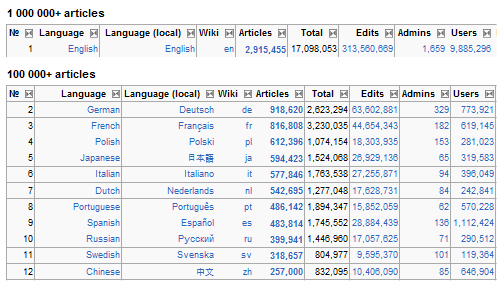 1 000 000+ articles
№ Language Language (local) Wiki Articles Total Edits Admins Users
1 English English en 2,915,455 17,098,053 313,560,669 1,659 9,885,296
100 000+ articles
№ Language Language (local) Wiki Articles Total Edits Admins Users
2 German Deutsch de 918,620 2,623,294 63,602,881 329 773,921
3 French Français fr 816,808 3,230,035 44,654,343 182 619,145
4 Polish Polski pl 612,396 1,074,154 18,303,935 153 281,023
5 Japanese 日本語 ja 594,423 1,524,068 26,929,136 65 319,583
6 Italian Italiano it 577,846 1,763,538 27,255,871 94 396,049
7 Dutch Nederlands nl 542,695 1,277,048 17,628,731 84 242,841
8 Portuguese Português pt 486,142 1,894,347 15,852,059 62 570,228
9 Spanish Español es 483,814 1,745,552 28,884,439 136 1,112,424
10 Russian Русский ru 399,941 1,446,960 17,057,625 71 290,512
11 Swedish Svenska sv 318,657 804,977 9,595,370 101 119,364
12 Chinese 中文 zh 257,000 832,095 10,406,090 85 646,904